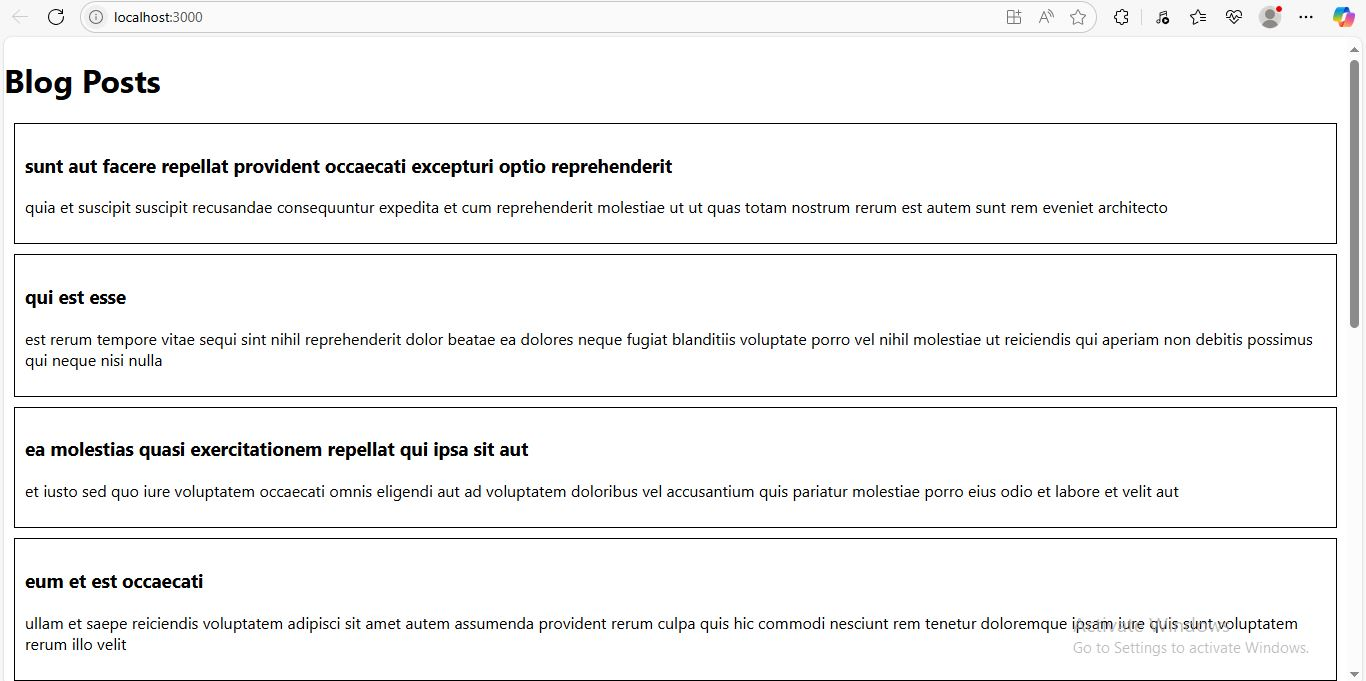 localhost:3000
Blog Posts
sunt aut facere repellat provident occaecati excepturi optio reprehenderit
quia et suscipit suscipit recusandae consequuntur expedita et cum reprehenderit molestiae ut ut quas totam nostrum rerum est autem sunt rem eveniet architecto
qui est esse
est rerum tempore vitae sequi sint nihil reprehenderit dolor beatae ea dolores neque fugiat blanditiis voluptate porro vel nihil molestiae ut reiciendis qui aperiam non debitis possimus
qui neque nisi nulla
ea molestias quasi exercitationem repellat qui ipsa sit aut
et iusto sed quo iure voluptatem occaecati omnis eligendi aut ad voluptatem doloribus vel accusantium quis pariatur molestiae porro eius odio et labore et velit aut
eum et est occaecati
ullam et saepe reiciendis voluptatem adipisci sit amet autem assumenda provident rerum culpa quis hic commodi nesciunt rem tenetur doloremque ipsam iure quis sunt voluptatem
rerum illo velit
Activate Windows
Go to Settings to activate Windows.